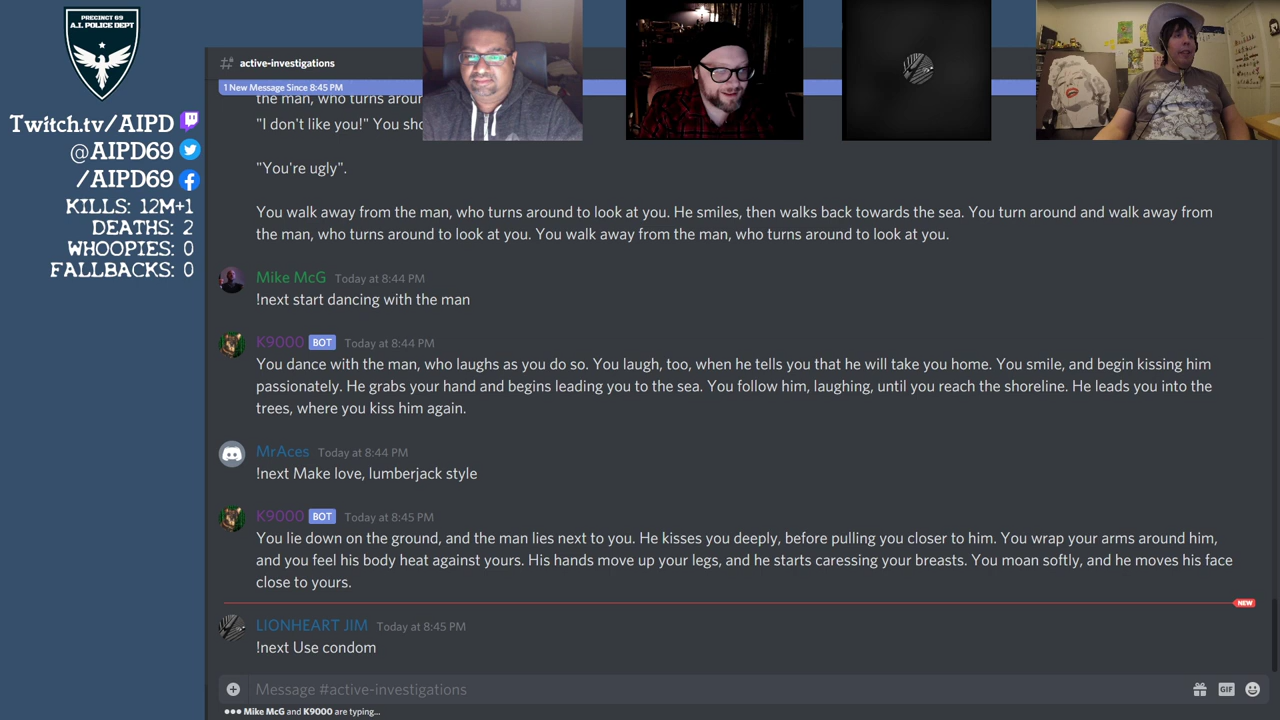 PRECINCT 69
A.I. POLICE DEPT
Twitch.tv/AIPD
@AIPD69
/AIPD69
KILLS: 12M+1
DEATHS: 2
WHOOPIES: 0
FALLBACKS: 0
active-investigations
1 New Message Since 8:45 PM
the man, who turns arour
"I don't like you!" You sho
"You're ugly".
You walk away from the man, who turns around to look at you. He smiles, then walks back towards the sea. You turn around and walk away from
the man, who turns around to look at you. You walk away from the man, who turns around to look at you.
Mike McG Today at 8:44 PM
!next start dancing with the man
K9000 BOT Today at 8:44 PM
You dance with the man, who laughs as you do so. You laugh, too, when he tells you that he will take you home. You smile, and begin kissing him
passionately. He grabs your hand and begins leading you to the sea. You follow him, laughing, until you reach the shoreline. He leads you into the
trees, where you kiss him again.
MrAces Today at 8:44 PM
!next Make love, lumberjack style
K9000 BOT Today at 8:45 PM
You lie down on the ground, and the man lies next to you. He kisses you deeply, before pulling you closer to him. You wrap your arms around him,
and you feel his body heat against yours. His hands move up your legs, and he starts caressing your breasts. You moan softly, and he moves his face
close to yours.
NEW
LIONHEART JIM Today at 8:45 PM
!next Use condom
Message #active-investigations
GIF
Mike McG and K9000 are typing...